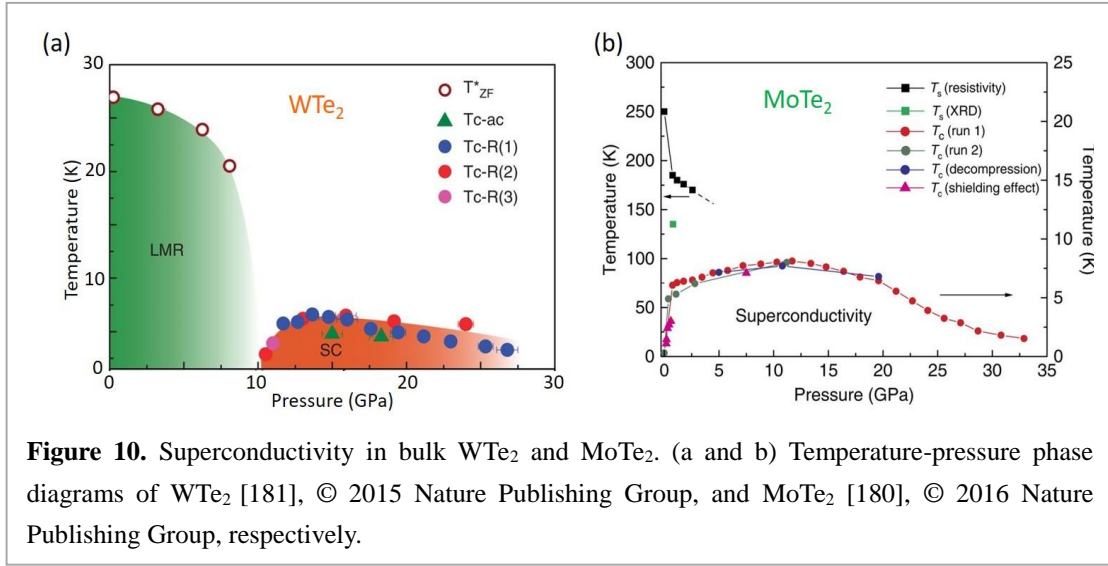 (a)
30
20
10
0
Temperature (K)
WTe₂
T*ZF
Tc-ac
Tc-R(1)
Tc-R(2)
Tc-R(3)
LMR
SC
0 10 20 30
Pressure (GPa)
(b)
300
250
200
150
100
50
0
Temperature (K)
MoTe₂
Ts (resistivity)
Ts (XRD)
Tc (run 1)
Tc (run 2)
Tc (decompression)
Tc (shielding effect)
Superconductivity
25
20
15
10
5
0
Temperature (K)
0 5 10 15 20 25 30 35
Pressure (GPa)
Figure 10. Superconductivity in bulk WTe₂ and MoTe₂. (a and b) Temperature-pressure phase
diagrams of WTe₂ [181], © 2015 Nature Publishing Group, and MoTe₂ [180], © 2016 Nature
Publishing Group, respectively.